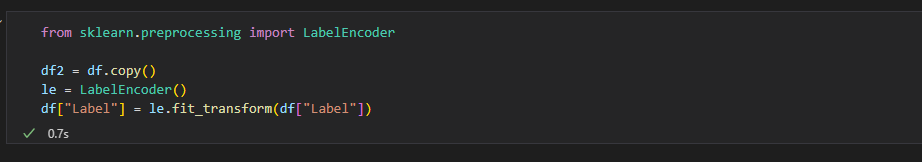 from sklearn.preprocessing import LabelEncoder
df2 = df.copy()
le = LabelEncoder()
df["Label"] = le.fit_transform(df["Label"])
0.7s